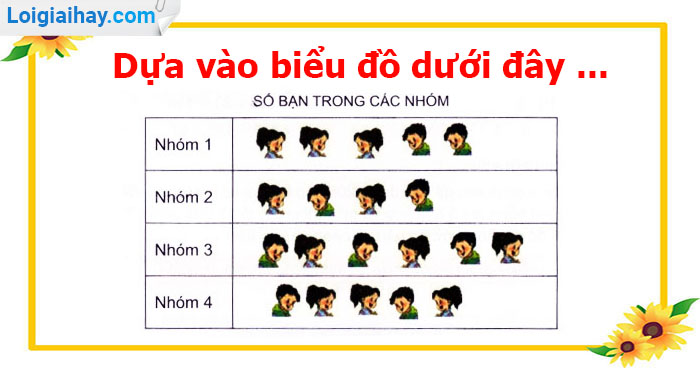 Loigiaihay.com
Dựa vào biểu đồ dưới đây ...
SỐ BẠN TRONG CÁC NHÓM
Nhóm 1
Nhóm 2
Nhóm 3
Nhóm 4